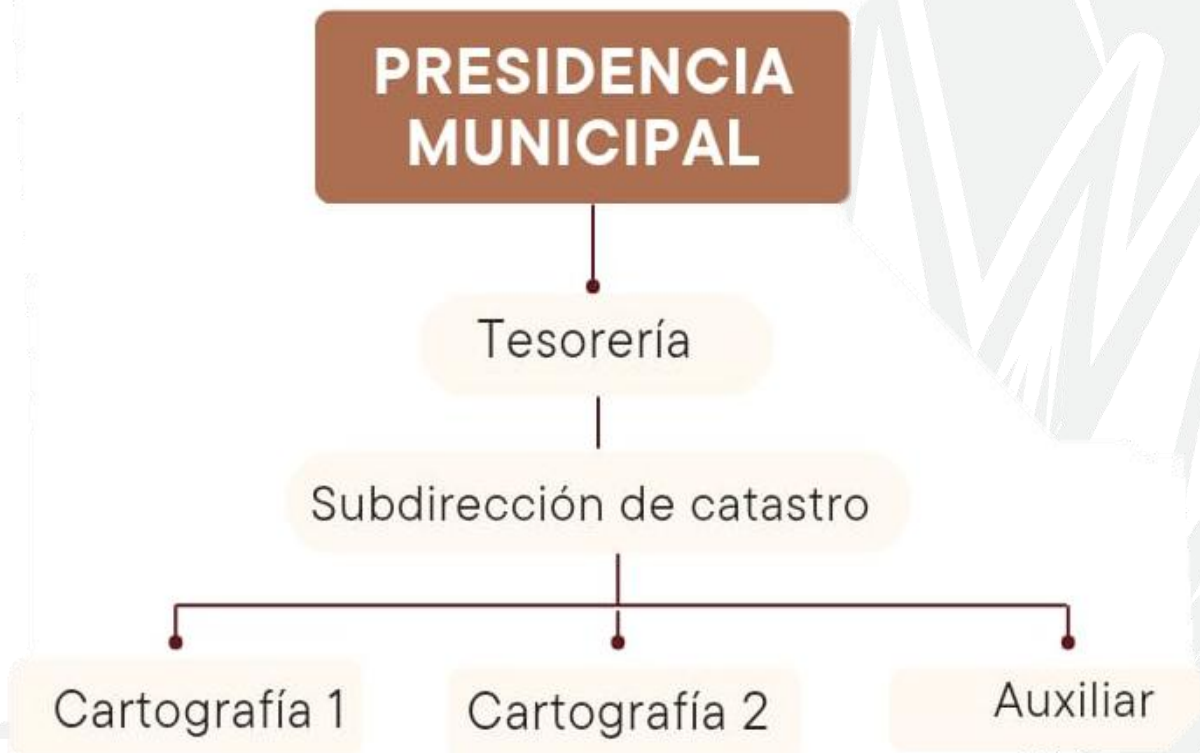 PRESIDENCIA
MUNICIPAL
Tesorería
Subdirección de catastro
Cartografía 1
Cartografía 2
Auxiliar